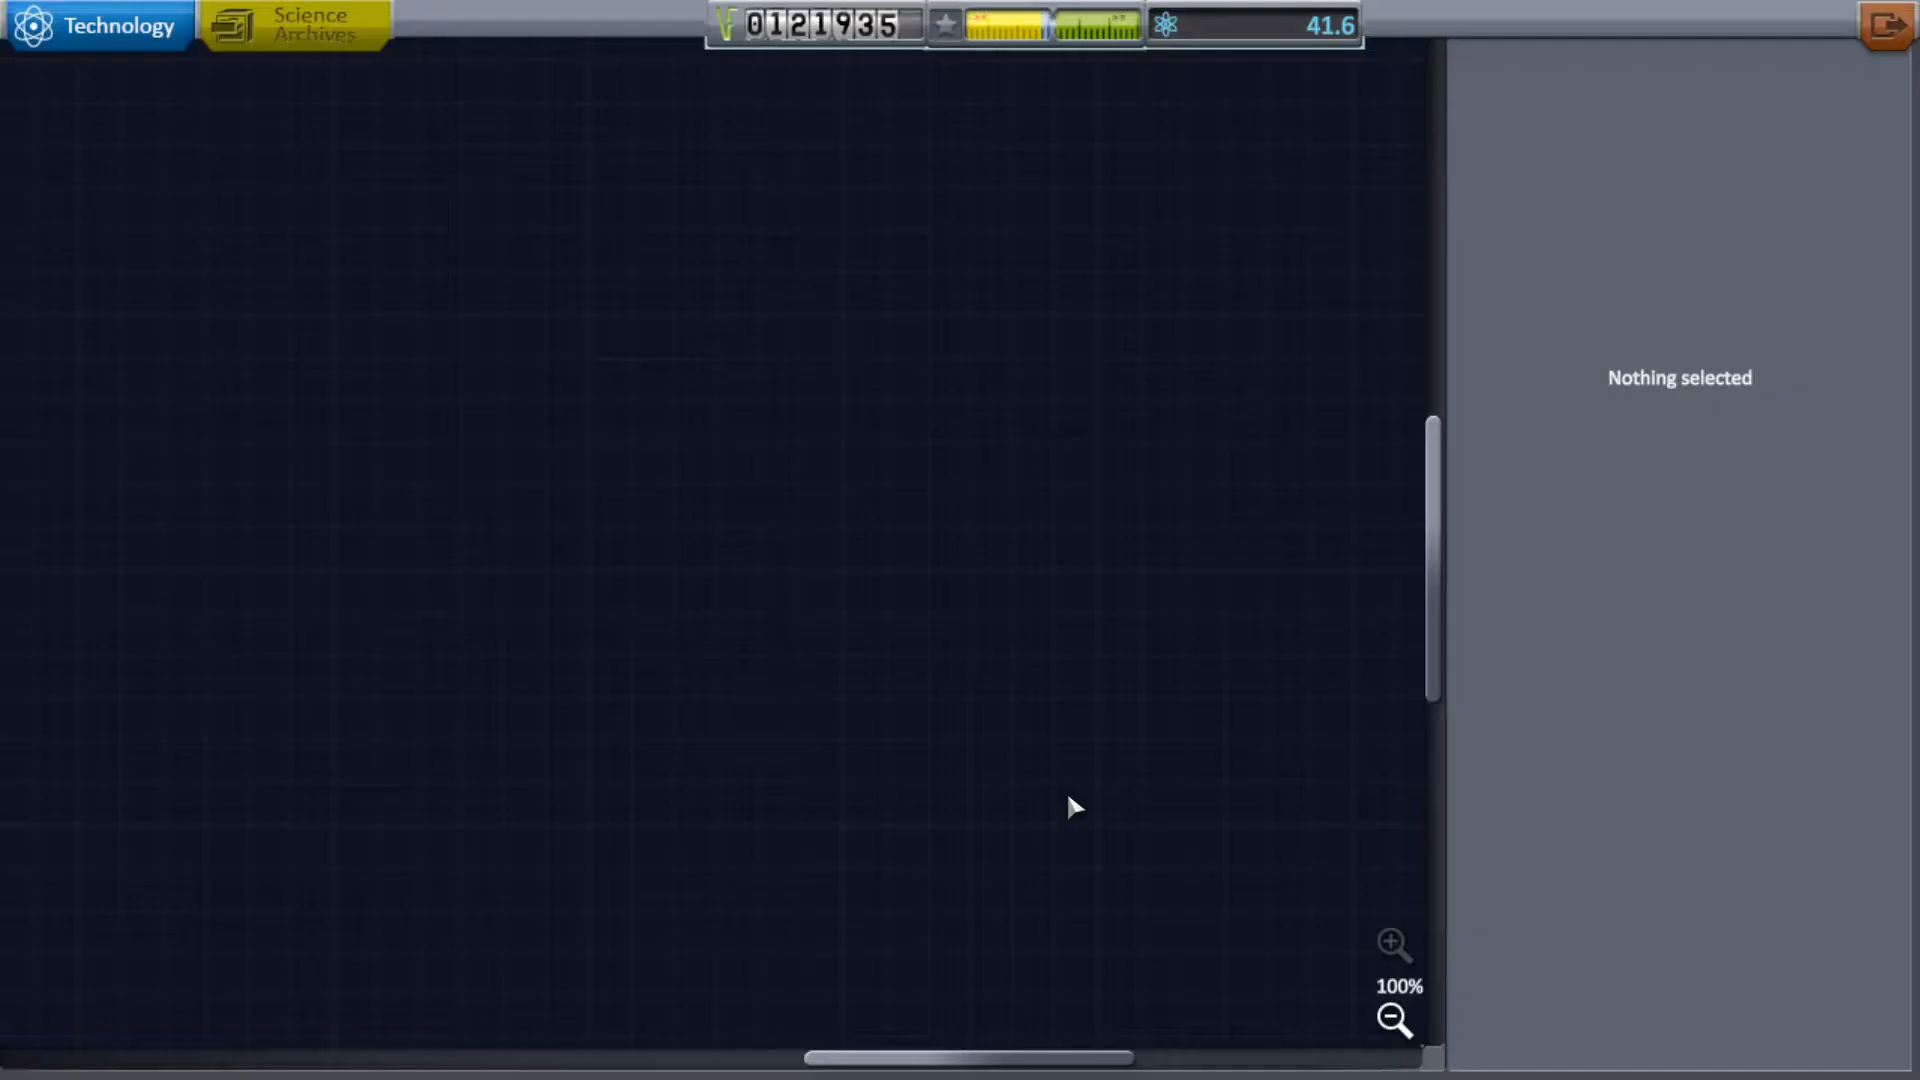 Technology
Science
Archives
0121935
41.6
Nothing selected
100%